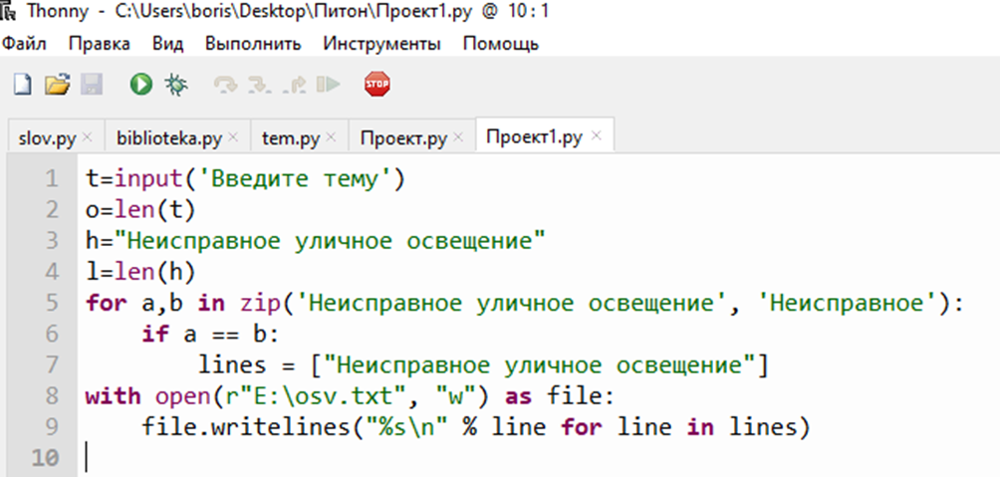 Thonny - C:\Users\boris\Desktop\Питон\Проект1.py @ 10:1
Файл Правка Вид Выполнить Инструменты Помощь
STOP
slov.py × biblioteka.py × tem.py × Проект.py × Проект1.py ×
1 t=input('Введите тему')
2 o=len(t)
3 h="Неисправное уличное освещение"
4 l=len(h)
5 for a,b in zip('Неисправное уличное освещение', 'Неисправное'):
6     if a == b:
7         lines = ["Неисправное уличное освещение"]
8 with open(r"E:\osv.txt", "w") as file:
9     file.writelines("%s\n" % line for line in lines)
10